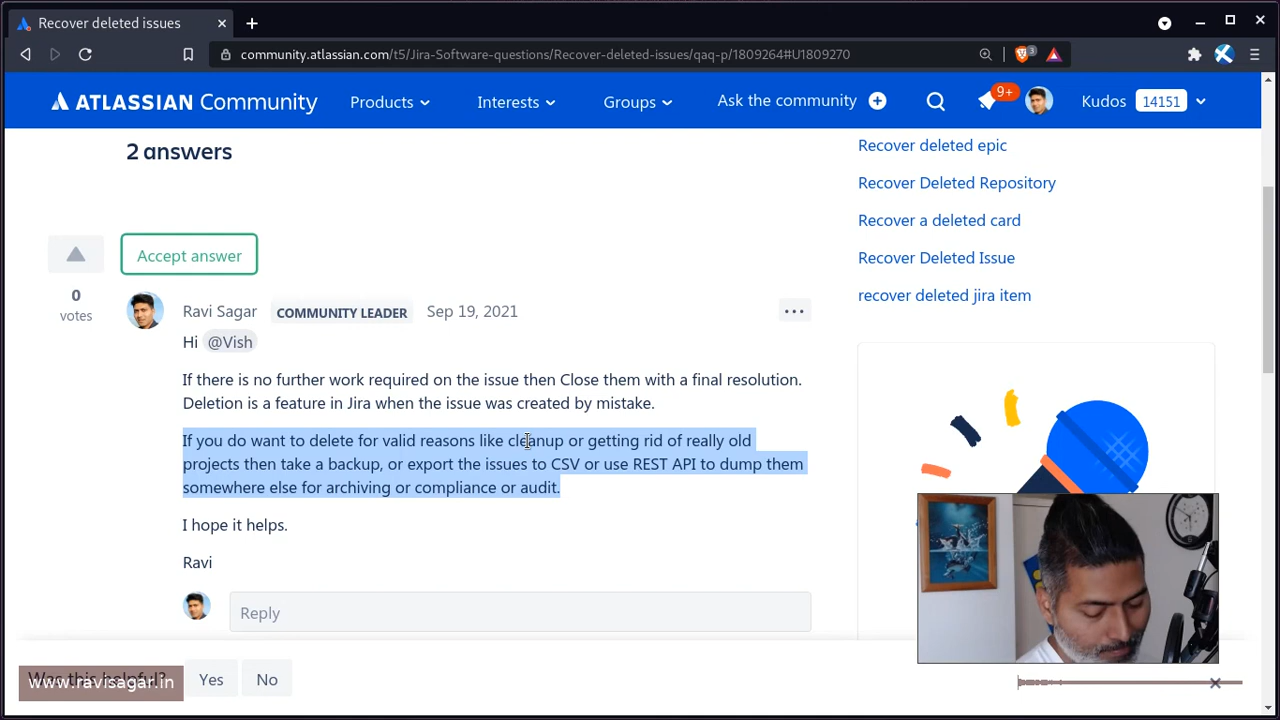 Recover deleted issues
community.atlassian.com/t5/Jira-Software-questions/Recover-deleted-issues/qaq-p/1809264#U1809270
3
ATLASSIAN Community
Products
Interests
Groups
Ask the community
9+
Kudos
14151
2 answers
Accept answer
0
votes
Ravi Sagar
COMMUNITY LEADER
Sep 19, 2021
Hi @Vish
If there is no further work required on the issue then Close them with a final resolution.
Deletion is a feature in Jira when the issue was created by mistake.
If you do want to delete for valid reasons like cleanup or getting rid of really old
projects then take a backup, or export the issues to CSV or use REST API to dump them
somewhere else for archiving or compliance or audit.
I hope it helps.
Ravi
Reply
Recover deleted epic
Recover Deleted Repository
Recover a deleted card
Recover Deleted Issue
recover deleted jira item
Was this helpful?
Yes
No
www.ravisagar.in